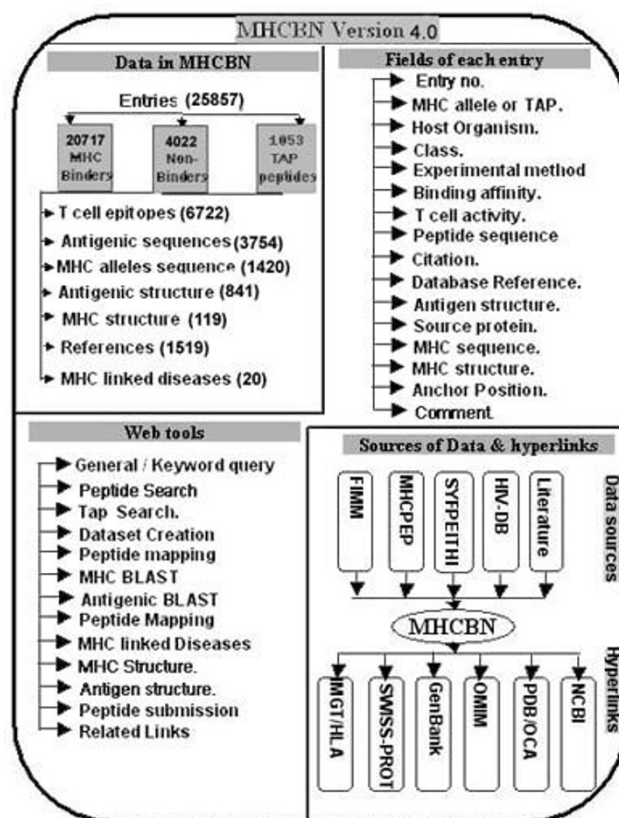 MHCBN Version 4.0
Data in MHCBN
Entries (25857)
20717
MHC
Binders
4022
Non-
Binders
1053
TAP
peptides
T cell epitopes (6722)
Antigenic sequences (3754)
MHC alleles sequence (1420)
Antigenic structure (841)
MHC structure (119)
References (1519)
MHC linked diseases (20)
Fields of each entry
Entry no.
MHC allele or TAP.
Host Organism.
Class.
Experimental method
Binding affinity.
T cell activity.
Peptide sequence
Citation.
Database Reference.
Antigen structure.
Source protein.
MHC sequence.
MHC structure.
Anchor Position.
Comment.
Web tools
General / Keyword query
Peptide Search
Tap Search.
Dataset Creation
Peptide mapping
MHC BLAST
Antigenic BLAST
Peptide Mapping
MHC linked Diseases
MHC Structure.
Antigen structure.
Peptide submission
Related Links
Sources of Data & hyperlinks
FIMM
MHCPEP
SYFPEITHI
HIV-DB
Literature
Data sources
MHCBN
IMGT/HLA
SWISS-PROT
GenBank
OMIM
PDB/OCA
NCBI
Hyperlinks